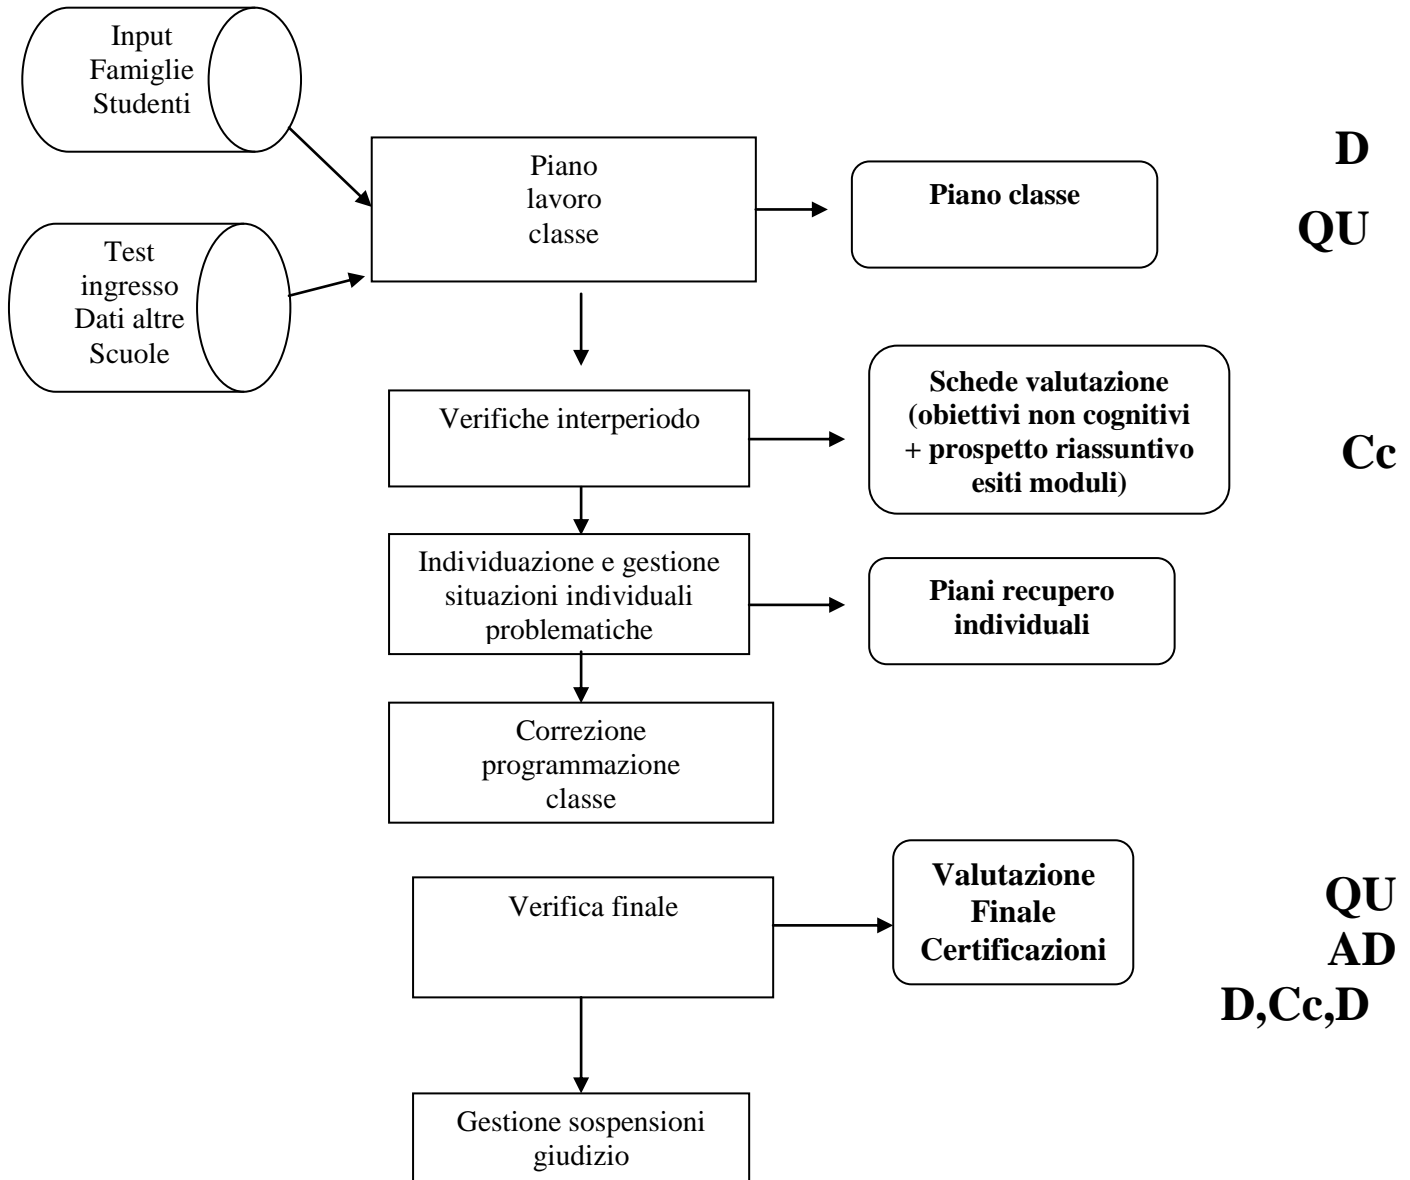 Input
Famiglie
Studenti
Piano
lavoro
classe
Piano classe
D
QU
Test
ingresso
Dati altre
Scuole
Verifiche interperiodo
Schede valutazione
(obiettivi non cognitivi
+ prospetto riassuntivo
esiti moduli)
Cc
Individuazione e gestione
situazioni individuali
problematiche
Piani recupero
individuali
Correzione
programmazione
classe
Verifica finale
Valutazione
Finale
Certificazioni
QU
AD
D,Cc,D
Gestione sospensioni
giudizio